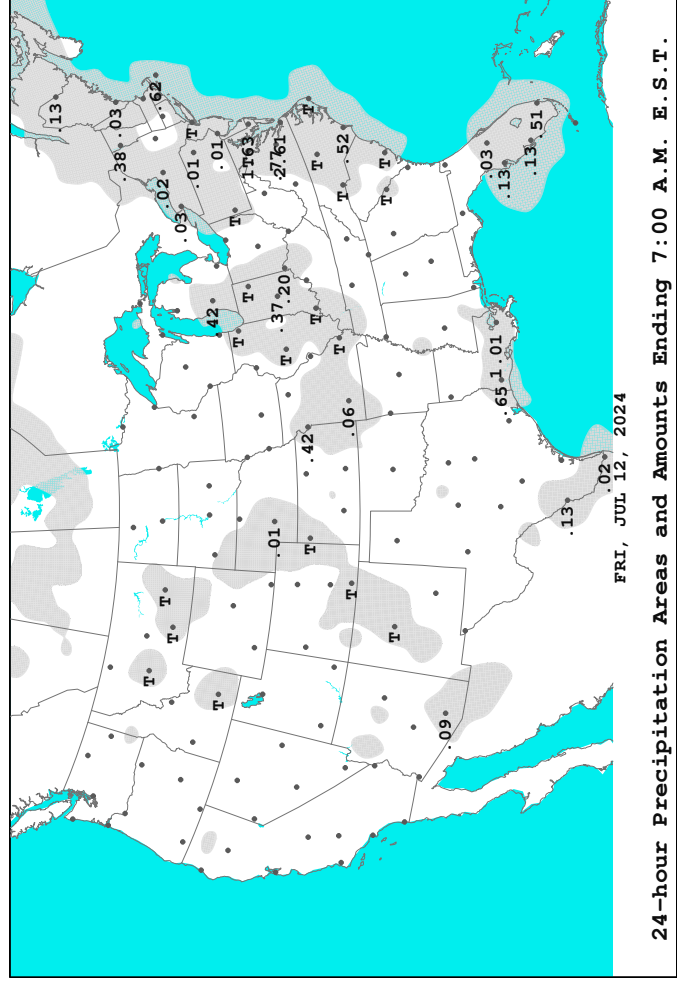 .13
.03
.38
T
.62
T
.02
T
.03
T
.01
42
T
.01
T
T
T
.01
.37
.20
2.61
T
.42
T
T
T
T
T
T
.52
.06
T
T
T
T
.09
.03
.65
1.01
.13
.13
.51
.13
.02
FRI, JUL 12, 2024
24-hour Precipitation Areas and Amounts Ending 7:00 A.M. E.S.T.